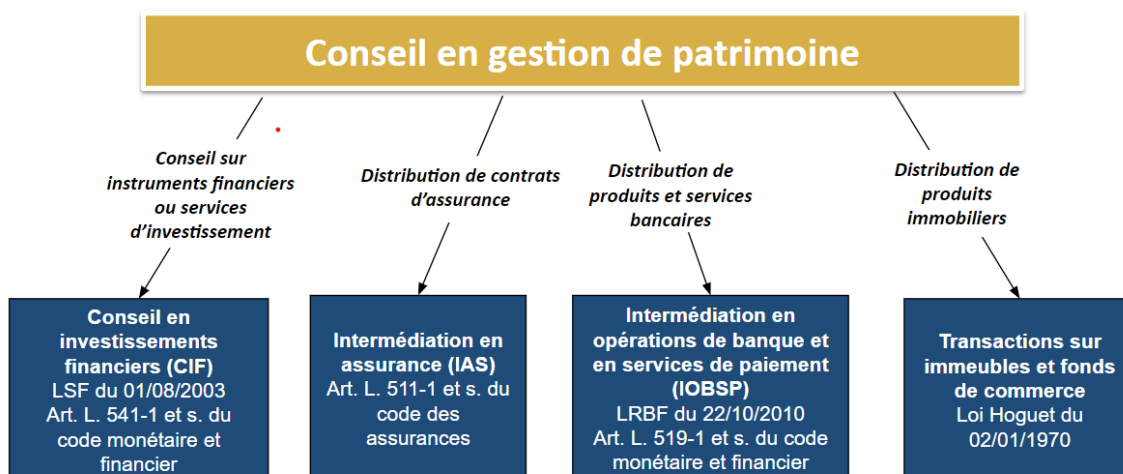 Conseil en gestion de patrimoine
Conseil sur
instruments financiers
ou services
d'investissement
Distribution de contrats
d'assurance
Distribution de
produits et services
bancaires
Distribution de
produits
immobiliers
Conseil en
investissements
financiers (CIF)
LSF du 01/08/2003
Art. L. 541-1 et s. du
code monétaire et
financier
Intermédiation en
assurance (IAS)
Art. L. 511-1 et s. du
code des
assurances
Intermédiation en
opérations de banque et
en services de paiement
(IOBSP)
LRBF du 22/10/2010
Art. L. 519-1 et s. du code
monétaire et financier
Transactions sur
immeubles et fonds
de commerce
Loi Hoguet du
02/01/1970